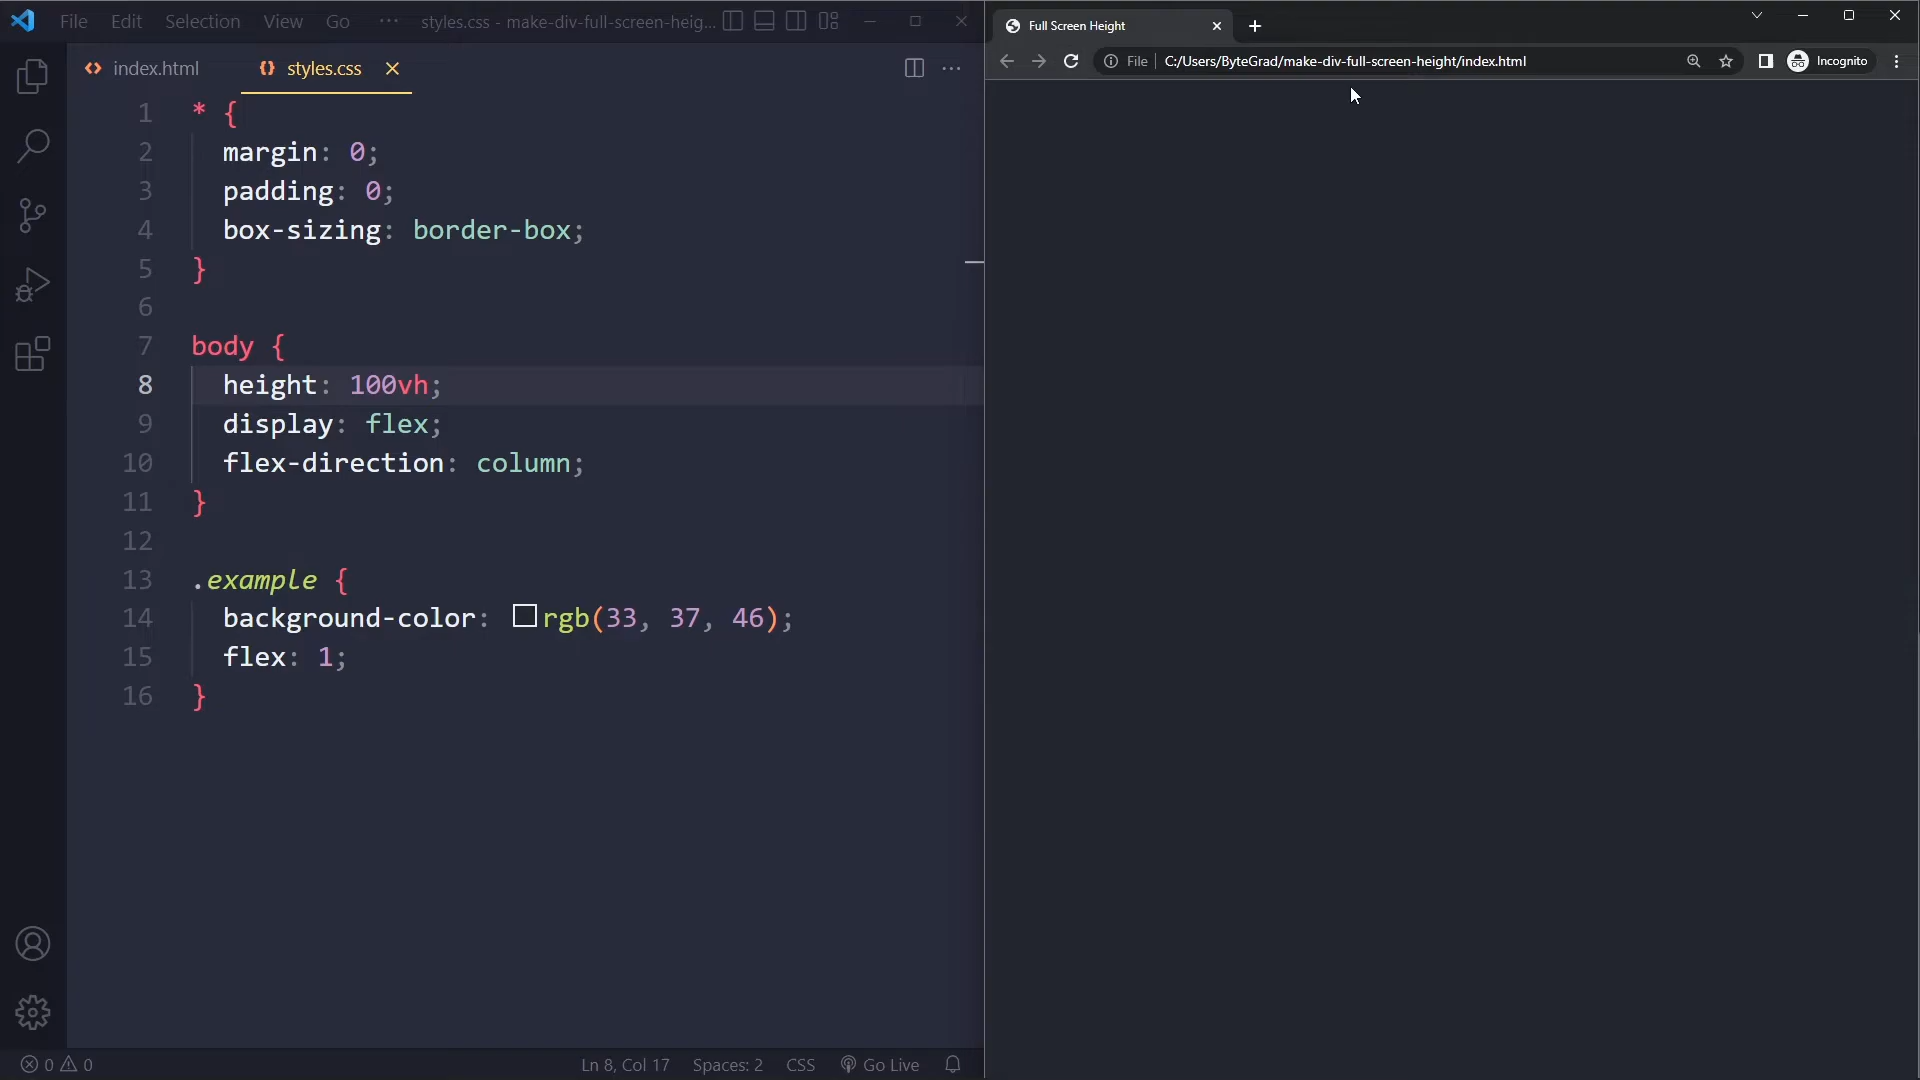 File Edit Selection View Go ··· styles.css - make-div-full-screen-heig...
index.html styles.css
1 * {
2 margin: 0;
3 padding: 0;
4 box-sizing: border-box;
5 }
6
7 body {
8 height: 100vh;
9 display: flex;
10 flex-direction: column;
11 }
12
13 .example {
14 background-color: rgb(33, 37, 46);
15 flex: 1;
16 }
0 0 Ln 8, Col 17 Spaces: 2 CSS Go Live
Full Screen Height
File C:/Users/ByteGrad/make-div-full-screen-height/index.html Incognito